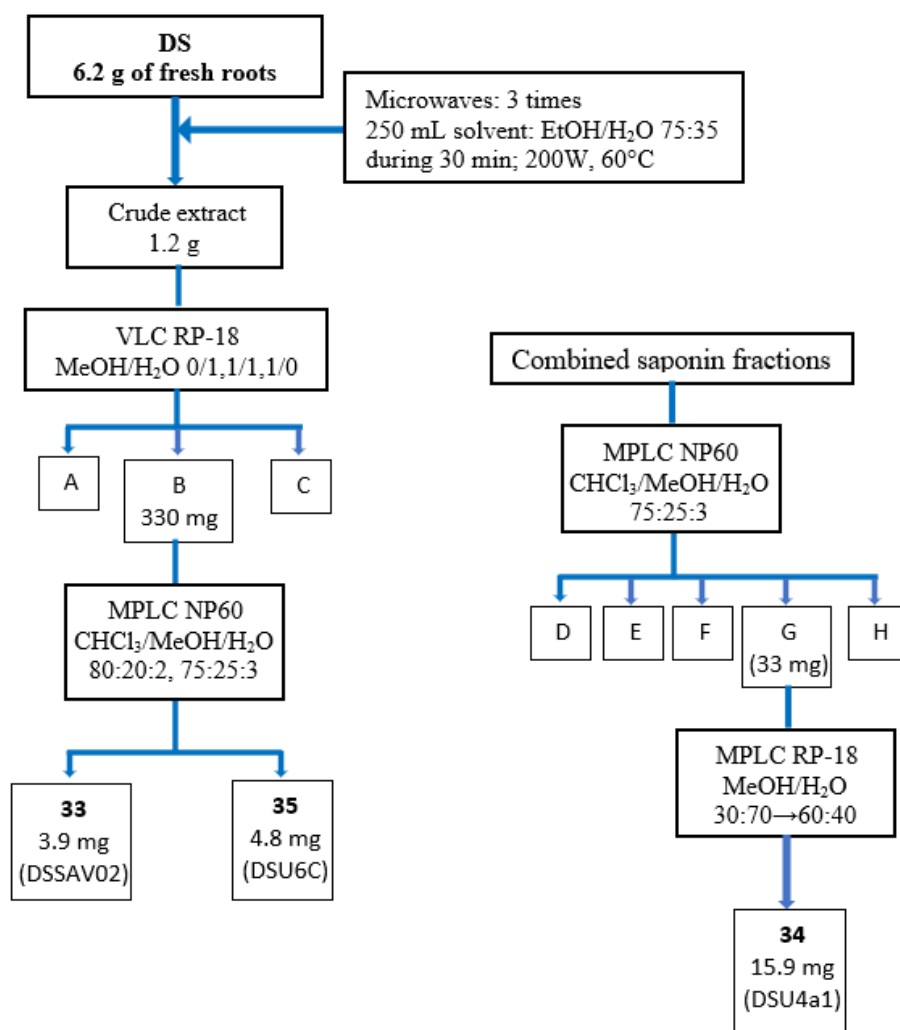 DS
6.2 g of fresh roots
Microwaves: 3 times
250 mL solvent: EtOH/H₂O 75:35
during 30 min; 200W, 60°C
Crude extract
1.2 g
VLC RP-18
MeOH/H₂O 0/1,1/1,1/0
A
B
330 mg
C
MPLC NP60
CHCl₃/MeOH/H₂O
80:20:2, 75:25:3
33
3.9 mg
(DSSAV02)
35
4.8 mg
(DSU6C)
Combined saponin fractions
MPLC NP60
CHCl₃/MeOH/H₂O
75:25:3
D
E
F
G
(33 mg)
H
MPLC RP-18
MeOH/H₂O
30:70→60:40
34
15.9 mg
(DSU4a1)